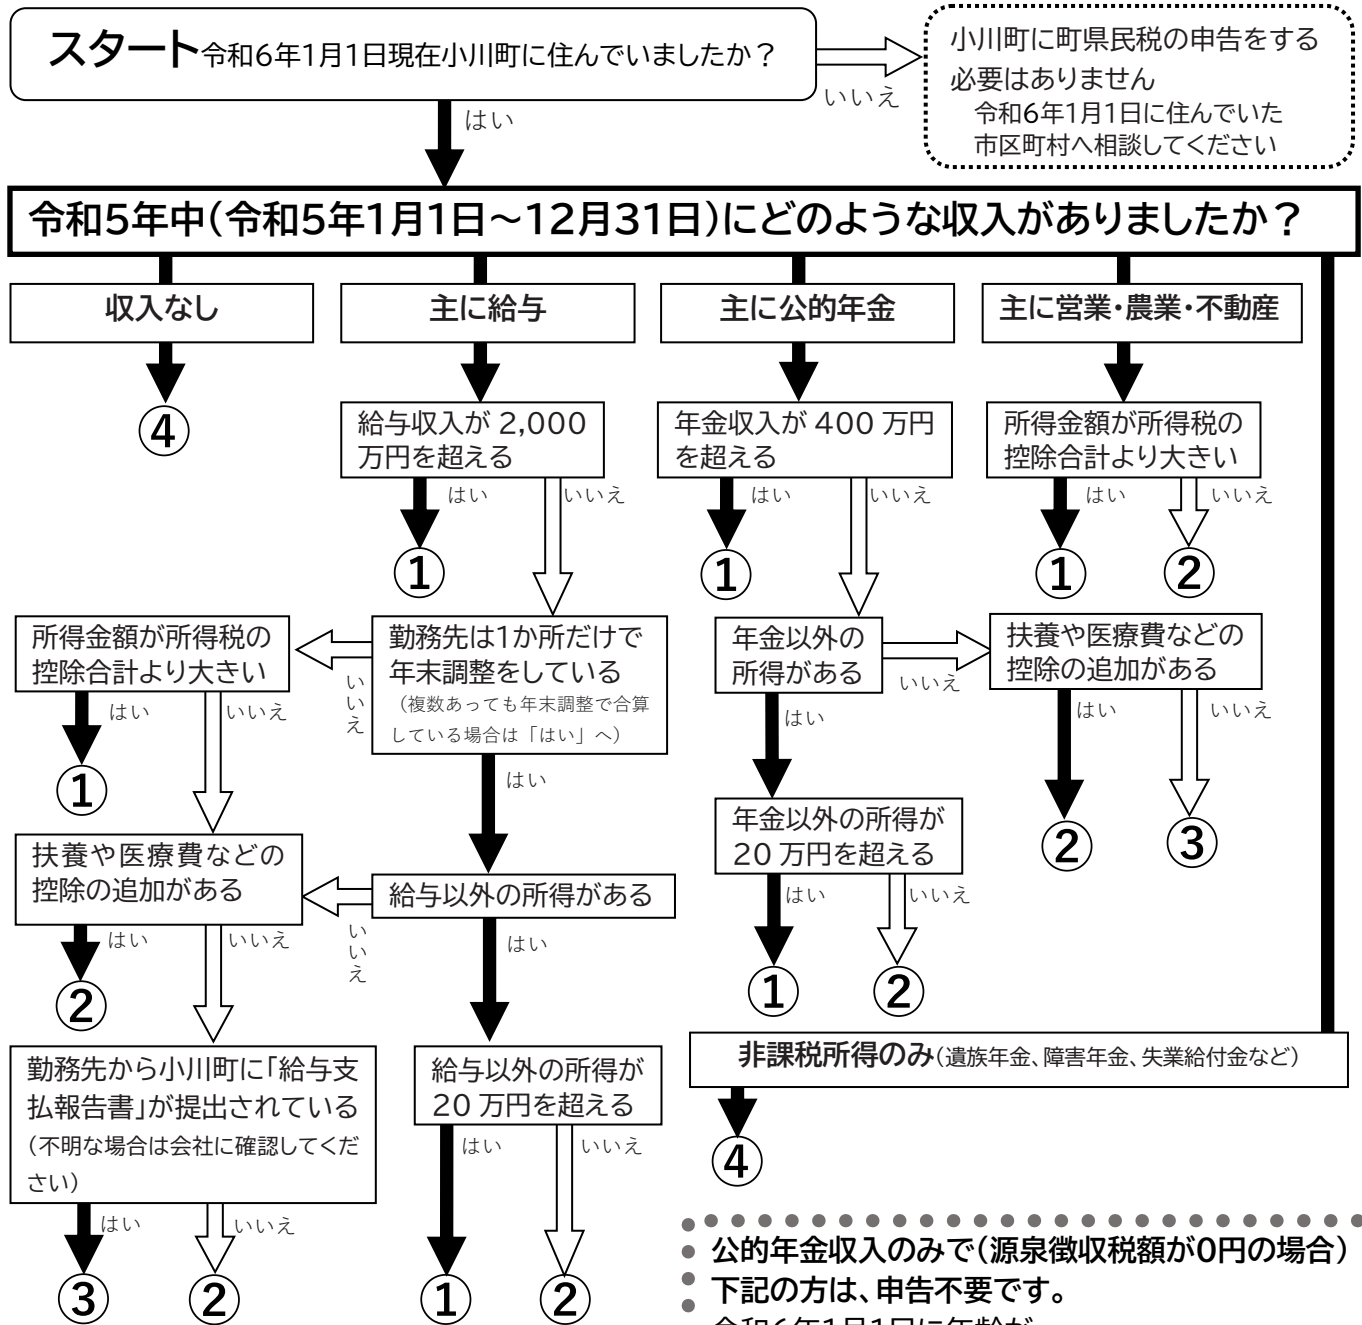 スタート令和6年1月1日現在小川町に住んでいましたか？
いいえ
小川町に町県民税の申告をする
必要はありません
令和6年1月1日に住んでいた
市区町村へ相談してください
はい
令和5年中（令和5年1月1日～12月31日）にどのような収入がありましたか？
収入なし
主に給与
主に公的年金
主に営業・農業・不動産
④
給与収入が 2,000
万円を超える
年金収入が 400 万円
を超える
所得金額が所得税の
控除合計より大きい
はい
いいえ
はい
いいえ
はい
いいえ
①
①
①
②
所得金額が所得税の
控除合計より大きい
いいえ
勤務先は1か所だけで
年末調整をしている
（複数あっても年末調整で合算
している場合は「はい」へ）
年金以外の
所得がある
いいえ
扶養や医療費などの
控除の追加がある
はい
いいえ
はい
はい
はい
いいえ
①
年金以外の所得が
20 万円を超える
②
③
扶養や医療費などの
控除の追加がある
いいえ
給与以外の所得がある
はい
いいえ
はい
いいえ
はい
②
①
②
勤務先から小川町に「給与支
払報告書」が提出されている
（不明な場合は会社に確認してくだ
さい）
給与以外の所得が
20 万円を超える
非課税所得のみ（遺族年金、障害年金、失業給付金など）
はい
いいえ
はい
いいえ
④
③
②
①
②
公的年金収入のみで（源泉徴収税額が0円の場合）
下記の方は、申告不要です。
令和6年1月1日に年齢が